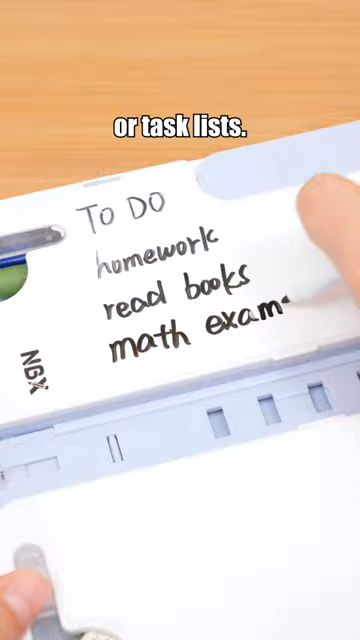 or task lists.
TO DO
homework
read books
math exam
NGX